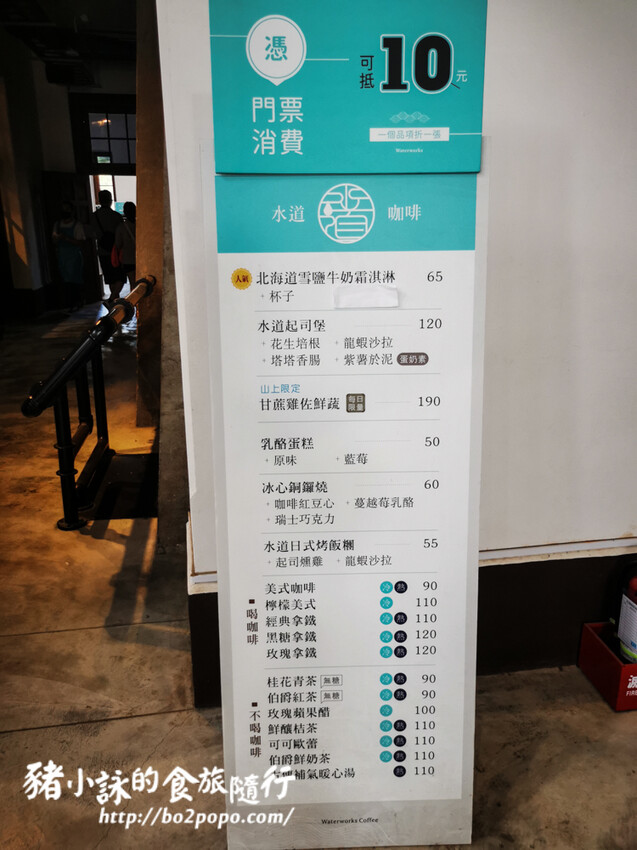 憑
門票
消費
可抵10元
一個品項折一張
Waterworks
水道 咖啡
人氣 北海道雪鹽牛奶霜淇淋 65
+杯子
水道起司堡 120
+花生培根 +龍蝦沙拉
+塔塔香腸 +紫薯於泥 蛋奶素
山上限定
甘蔗雞佐鮮蔬 每日限量 190
乳酪蛋糕 50
+原味 +藍莓
冰心銅鑼燒 60
+咖啡紅豆心 +蔓越莓乳酪
+瑞士巧克力
水道日式烤飯糰 55
+起司燻雞 +龍蝦沙拉
喝咖啡
美式咖啡 冷 熱 90
檸檬美式 冷 110
經典拿鐵 冷 熱 110
黑糖拿鐵 冷 熱 120
玫瑰拿鐵 冷 熱 120
不喝咖啡
桂花青茶 無糖 冷 熱 90
伯爵紅茶 無糖 冷 熱 90
玫瑰蘋果醋 冷 100
鮮釀桔茶 冷 熱 110
可可歐蕾 冷 熱 110
伯爵鮮奶茶 冷 熱 110
補氣暖心湯 熱 110
Waterworks Coffee
豬小詠的食旅隨行
http://bo2popo.com/
滅
FIRE